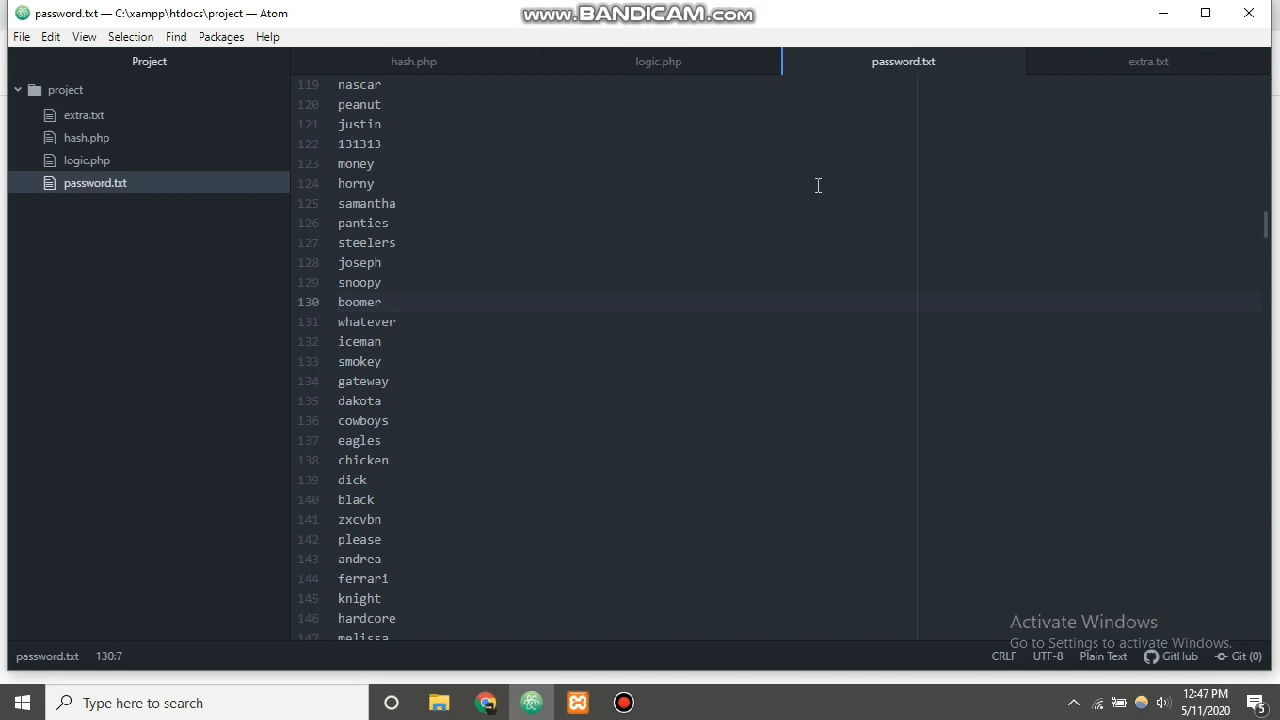 password.txt — C:\xampp\htdocs\project — Atom
www.BANDICAM.com
File Edit View Selection Find Packages Help
Project
hash.php
logic.php
password.txt
extra.txt
project
extra.txt
hash.php
logic.php
password.txt
119 nascar
120 peanut
121 justin
122 131313
123 money
124 horny
125 samantha
126 panties
127 steelers
128 joseph
129 snoopy
130 boomer
131 whatever
132 iceman
133 smokey
134 gateway
135 dakota
136 cowboys
137 eagles
138 chicken
139 dick
140 black
141 zxcvbn
142 please
143 andrea
144 ferrari
145 knight
146 hardcore
147 melissa
Activate Windows
Go to Settings to activate Windows.
password.txt 130:7
CRLF UTF-8 Plain Text GitHub Git (0)
Type here to search
12:47 PM
5/11/2020
5